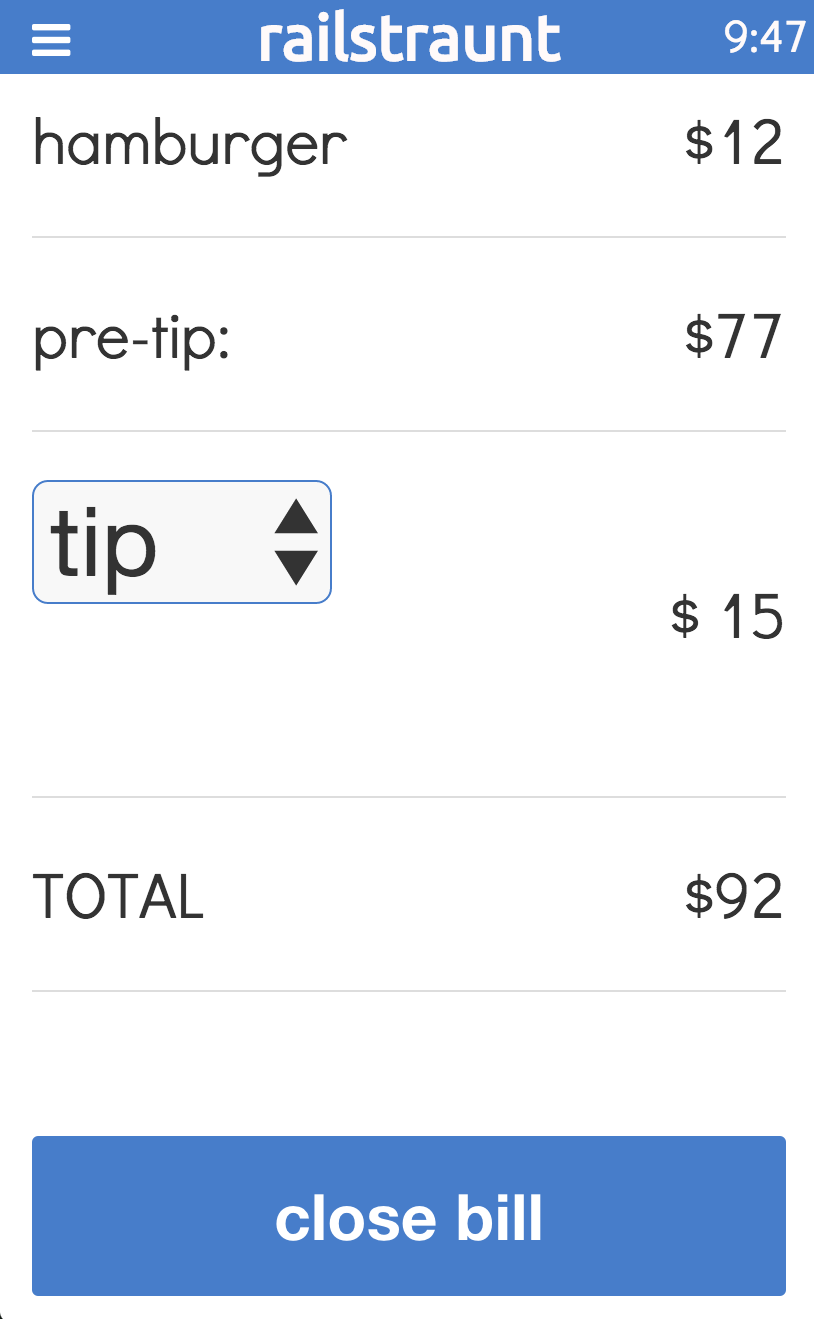 railstraunt 9:47
hamburger $12
pre-tip: $77
tip
$ 15
TOTAL $92
close bill